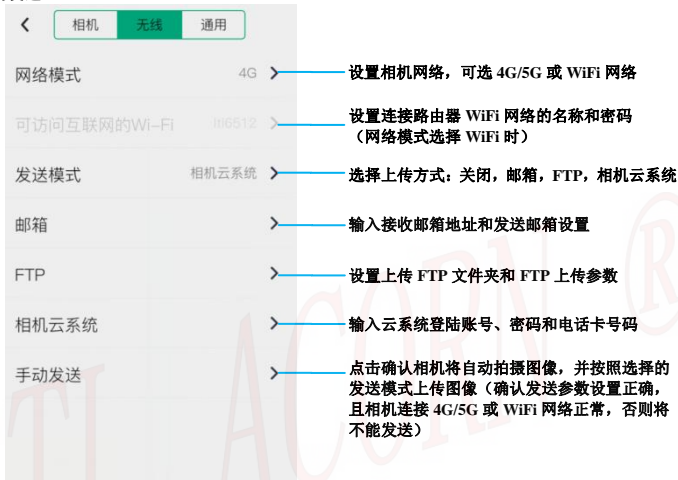 相机 无线 通用
网络模式 4G 设置相机网络，可选 4G/5G 或 WiFi 网络
可访问互联网的Wi-Fi 设置连接路由器 WiFi 网络的名称和密码
（网络模式选择 WiFi 时）
发送模式 相机云系统 选择上传方式：关闭，邮箱，FTP，相机云系统
邮箱 输入接收邮箱地址和发送邮箱设置
FTP 设置上传 FTP 文件夹和 FTP 上传参数
相机云系统 输入云系统登陆账号、密码和电话卡号码
手动发送 点击确认相机将自动拍摄图像，并按照选择的
发送模式上传图像（确认发送参数设置正确，
且相机连接 4G/5G 或 WiFi 网络正常，否则将
不能发送）
ACORN ®